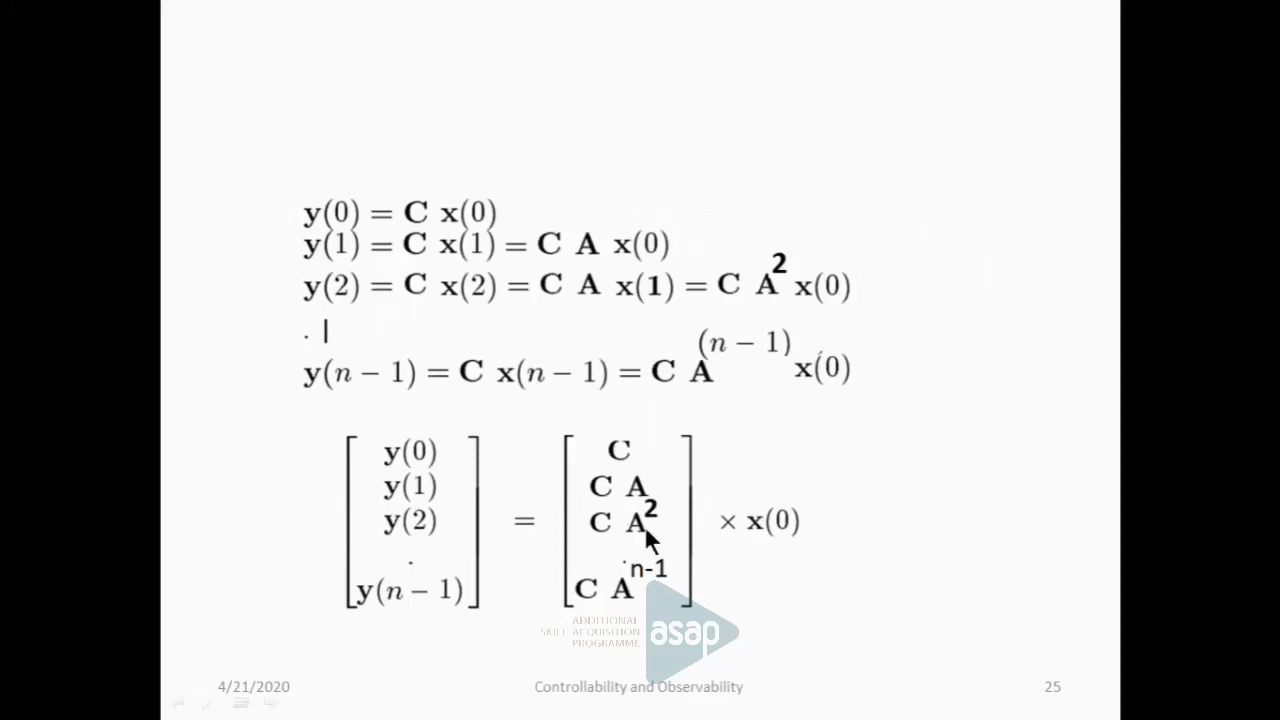 y(0) = C x(0)
y(1) = C x(1) = C A x(0)
y(2) = C x(2) = C A x(1) = C A² x(0)
.
y(n − 1) = C x(n − 1) = C A^(n − 1) x(0)
[ y(0) ] [ C ]
[ y(1) ] [ C A ]
[ y(2) ] = [ C A² ] × x(0)
[ . ] [ . ]
[ y(n − 1) ] [ C A^n-1 ]
ADDITIONAL
SKILL ACQUISITION
PROGRAMME
asap
4/21/2020 Controllability and Observability 25